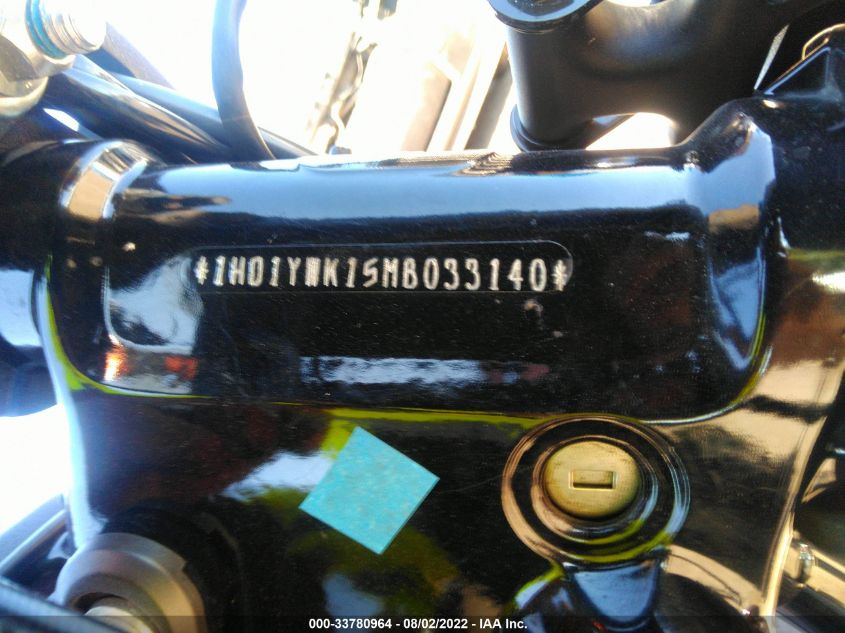 *1HD1YWK15MB033140*
000-33780964 - 08/02/2022 - IAA Inc.